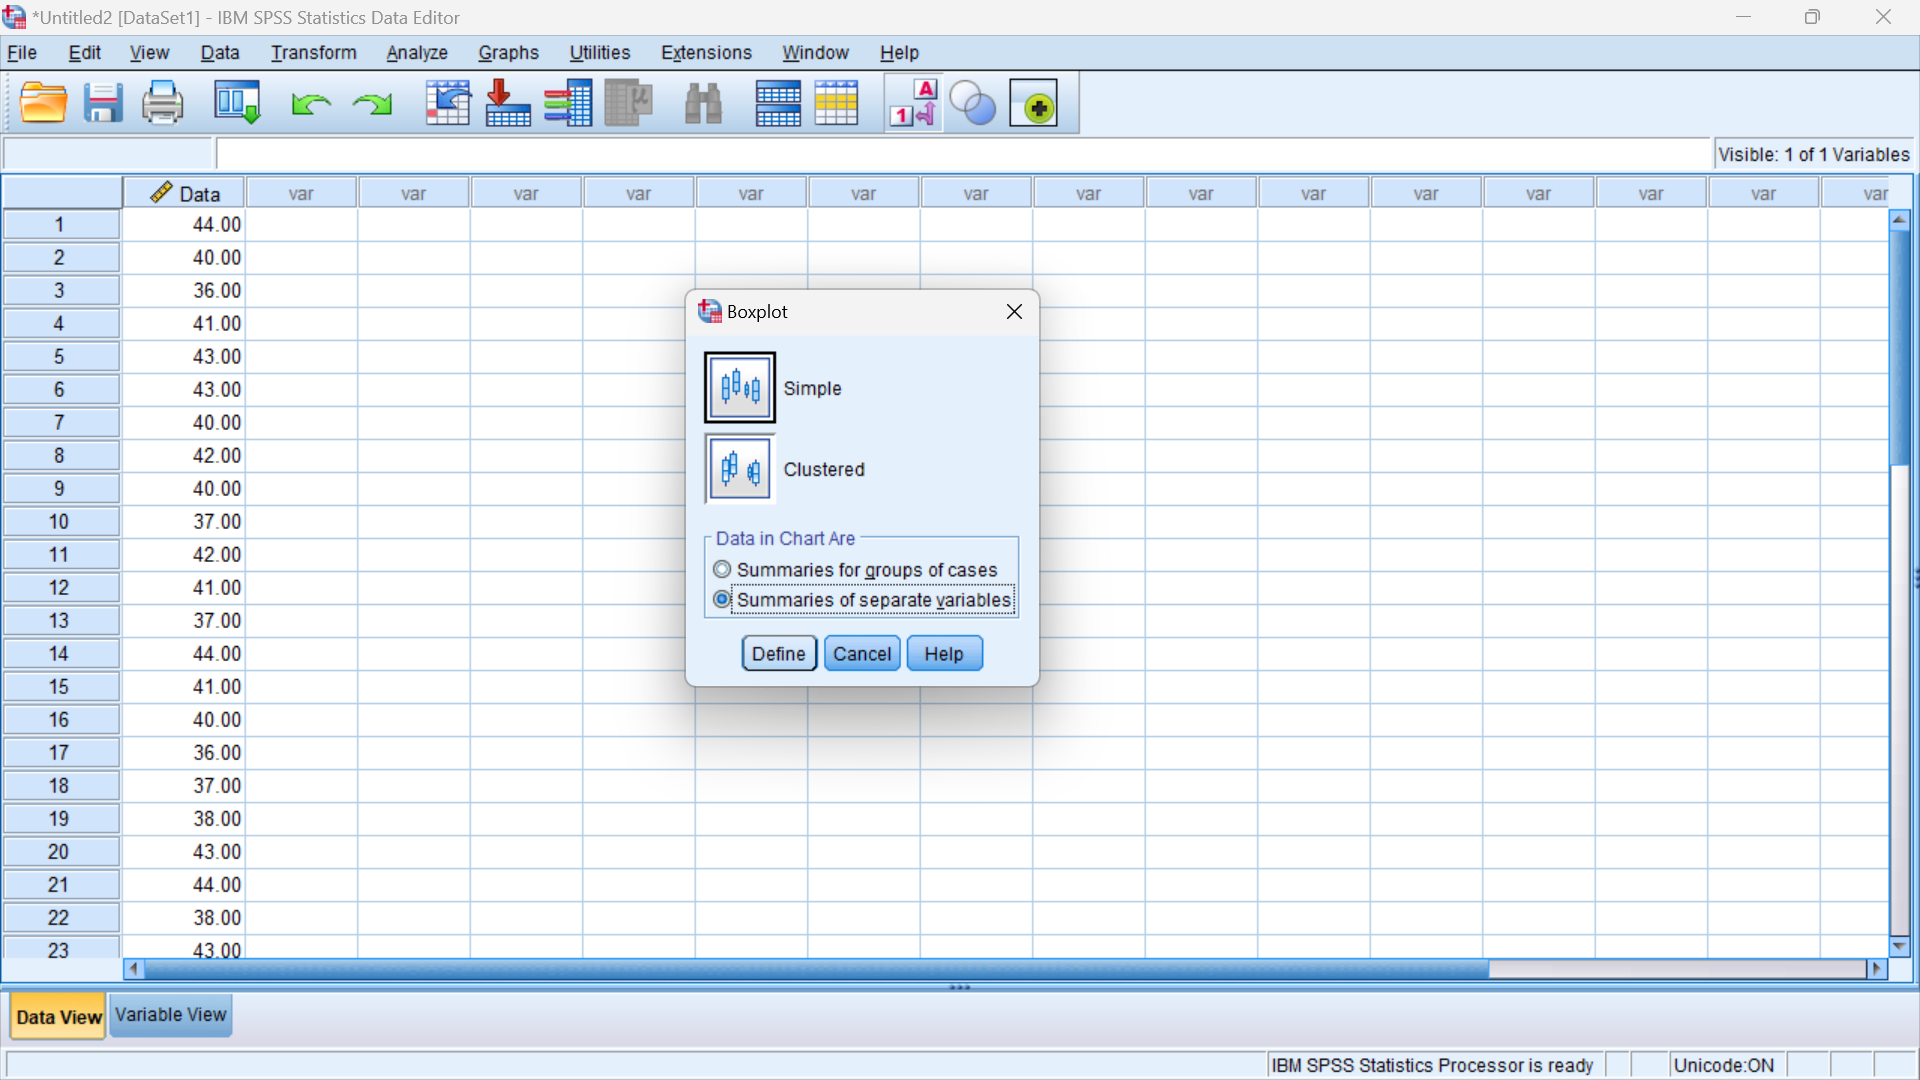 *Untitled2 [DataSet1] - IBM SPSS Statistics Data Editor
File Edit View Data Transform Analyze Graphs Utilities Extensions Window Help
A
1 µ
Visible: 1 of 1 Variables
Data var var var var var var var var var var var var var var var
1 44.00
2 40.00
3 36.00
4 41.00
5 43.00
6 43.00
7 40.00
8 42.00
9 40.00
10 37.00
11 42.00
12 41.00
13 37.00
14 44.00
15 41.00
16 40.00
17 36.00
18 37.00
19 38.00
20 43.00
21 44.00
22 38.00
23 43.00
Boxplot
Simple
Clustered
Data in Chart Are
Summaries for groups of cases
Summaries of separate variables
Define Cancel Help
Data View Variable View
IBM SPSS Statistics Processor is ready Unicode:ON